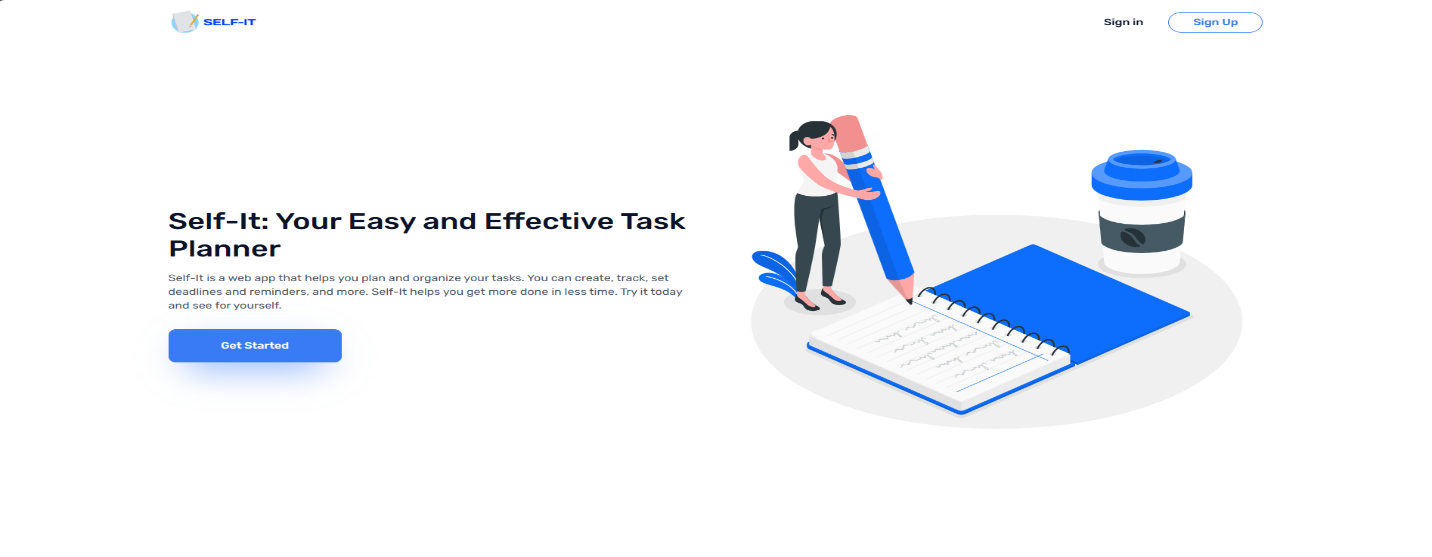 SELF-IT
Sign in
Sign Up
Self-It: Your Easy and Effective Task
Planner
Self-It is a web app that helps you plan and organize your tasks. You can create, track, set
deadlines and reminders, and more. Self-It helps you get more done in less time. Try it today
and see for yourself.
Get Started